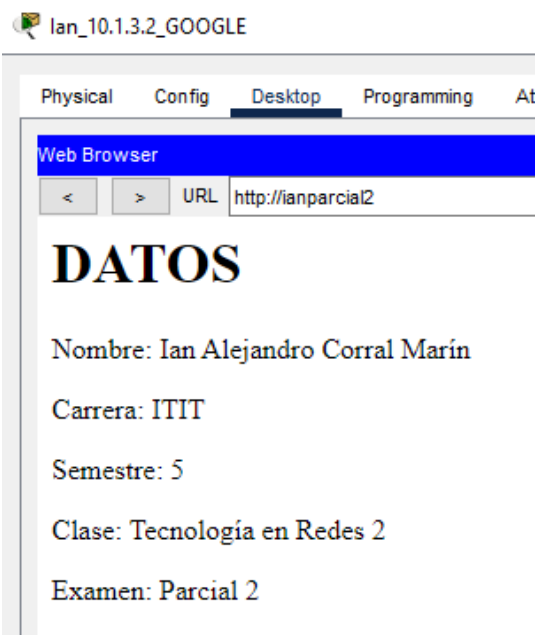 Ian_10.1.3.2_GOOGLE
Physical Config Desktop Programming At
Web Browser
< > URL http://ianparcial2
DATOS
Nombre: Ian Alejandro Corral Marín
Carrera: ITIT
Semestre: 5
Clase: Tecnología en Redes 2
Examen: Parcial 2